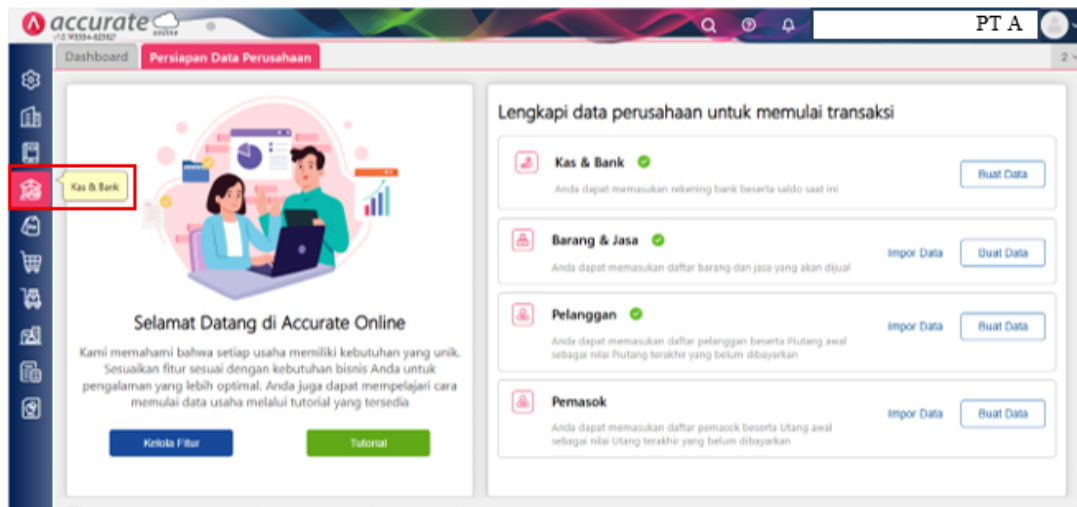 accurate
online
PT A
Dashboard
Persiapan Data Perusahaan
2
Kas & Bank
Selamat Datang di Accurate Online
Kami memahami bahwa setiap usaha memiliki kebutuhan yang unik.
Sesuaikan fitur sesuai dengan kebutuhan bisnis Anda untuk
pengalaman yang lebih optimal. Anda juga dapat mempelajari cara
memulai data usaha melalui tutorial yang tersedia
Kelola Fitur
Tutorial
Lengkapi data perusahaan untuk memulai transaksi
Kas & Bank
Anda dapat memasukan rekening bank beserta saldo saat ini
Buat Data
Barang & Jasa
Anda dapat memasukan daftar barang dan jasa yang akan dijual
Impor Data
Buat Data
Pelanggan
Anda dapat memasukan daftar pelanggan beserta Piutang awal
sebagai nilai Piutang terakhir yang belum dibayarkan
Impor Data
Buat Data
Pemasok
Anda dapat memasukan daftar pemasok beserta Utang awal
sebagai nilai Utang terakhir yang belum dibayarkan
Impor Data
Buat Data